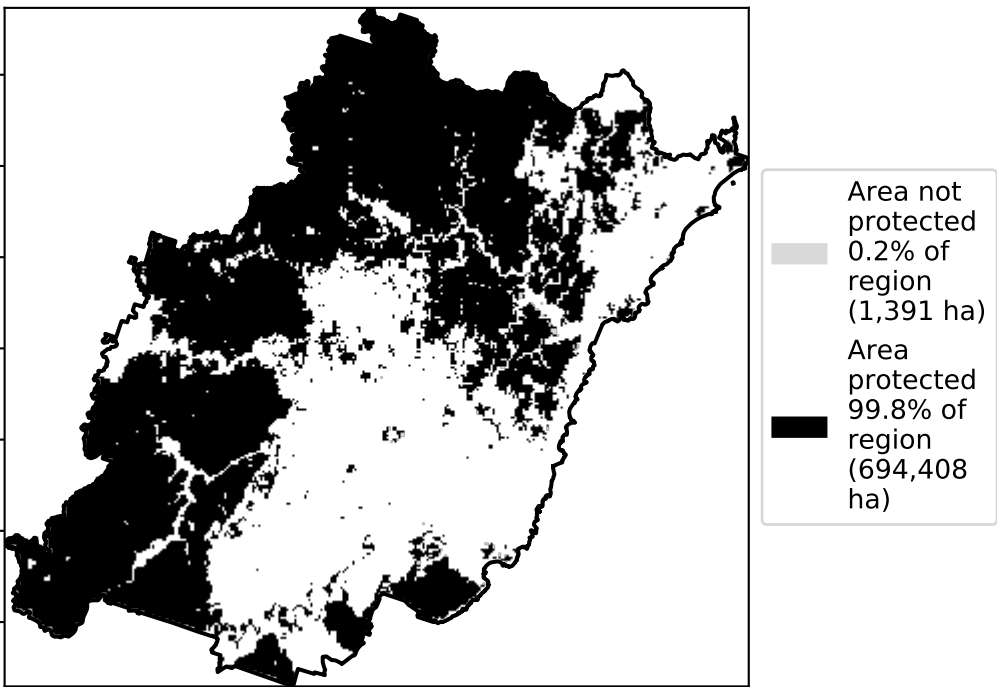 Area not
protected
0.2% of
region
(1,391 ha)
Area
protected
99.8% of
region
(694,408
ha)